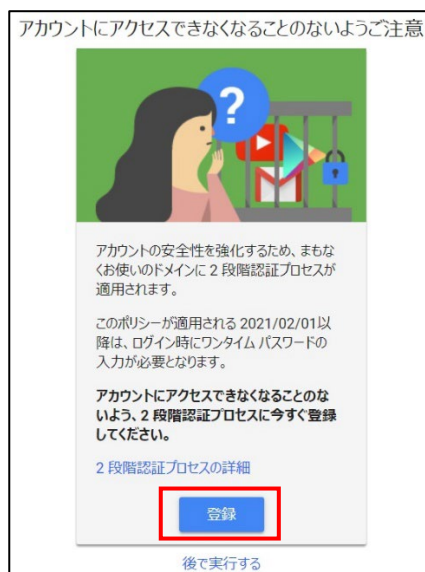 アカウントにアクセスできなくなることのないようご注意
?
アカウントの安全性を強化するため、まもな
くお使いのドメインに 2 段階認証プロセスが
適用されます。
このポリシーが適用される 2021/02/01以
降は、ログイン時にワンタイム パスワードの
入力が必要となります。
アカウントにアクセスできなくなることのな
いよう、2 段階認証プロセスに今すぐ登録
してください。
2 段階認証プロセスの詳細
登録
後で実行する